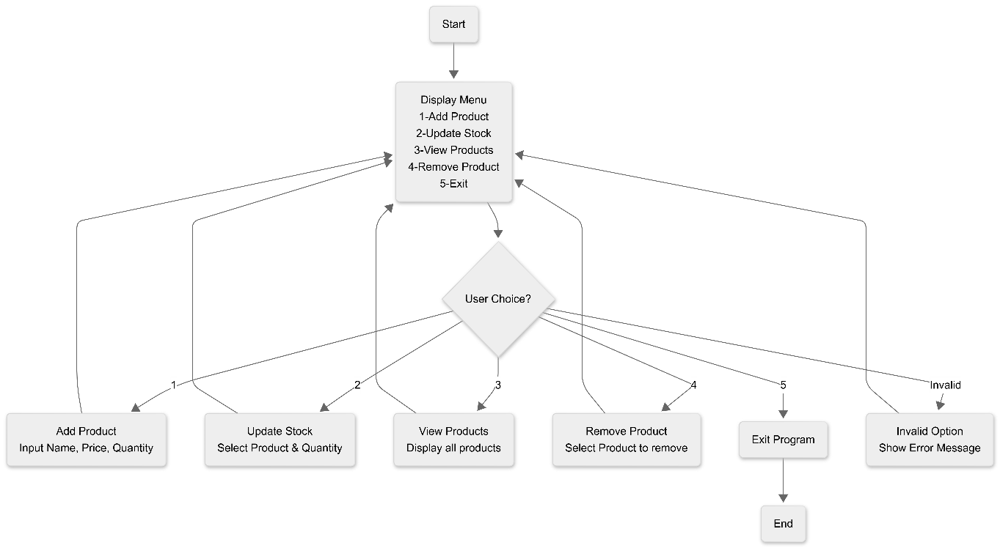 Start
Display Menu
1-Add Product
2-Update Stock
3-View Products
4-Remove Product
5-Exit
User Choice?
1
2
3
4
5
Invalid
Add Product
Input Name, Price, Quantity
Update Stock
Select Product & Quantity
View Products
Display all products
Remove Product
Select Product to remove
Exit Program
Invalid Option
Show Error Message
End